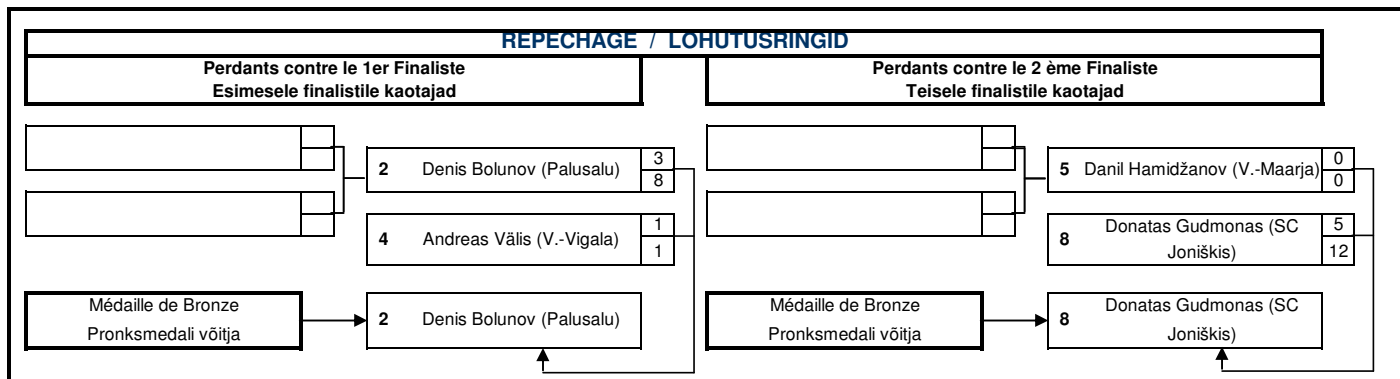 REPECHAGE / LOHUTUSRINGID
Perdants contre le 1er Finaliste
Esimesele finalistile kaotajad
Perdants contre le 2 ème Finaliste
Teisele finalistile kaotajad
2 Denis Bolunov (Palusalu) 3 8
4 Andreas Välis (V.-Vigala) 1 1
Médaille de Bronze
Pronksmedali võitja
2 Denis Bolunov (Palusalu)
5 Danil Hamidžanov (V.-Maarja) 0 0
8 Donatas Gudmonas (SC 5
Joniškis) 12
Médaille de Bronze
Pronksmedali võitja
8 Donatas Gudmonas (SC
Joniškis)